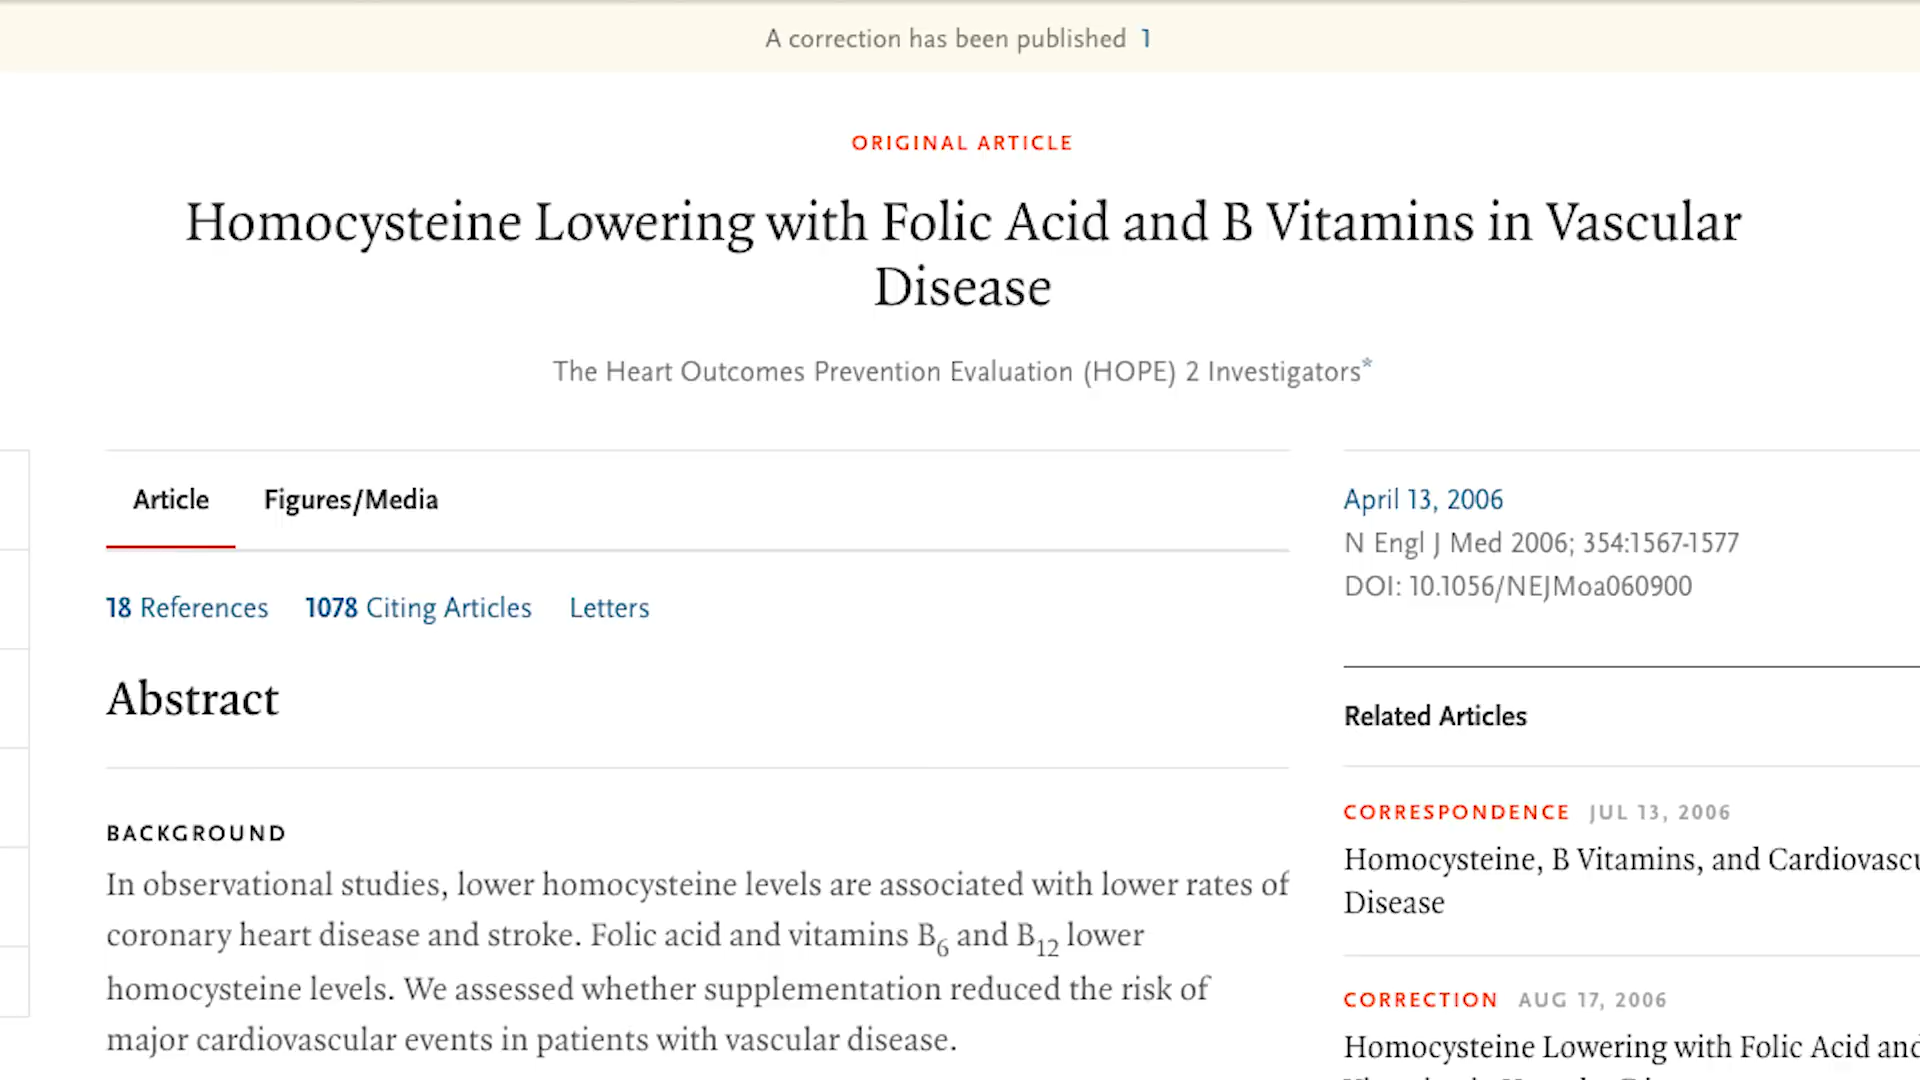 A correction has been published 1
ORIGINAL ARTICLE
Homocysteine Lowering with Folic Acid and B Vitamins in Vascular
Disease
The Heart Outcomes Prevention Evaluation (HOPE) 2 Investigators*
Article Figures/Media
18 References 1078 Citing Articles Letters
Abstract
BACKGROUND
In observational studies, lower homocysteine levels are associated with lower rates of
coronary heart disease and stroke. Folic acid and vitamins B6 and B12 lower
homocysteine levels. We assessed whether supplementation reduced the risk of
major cardiovascular events in patients with vascular disease.
April 13, 2006
N Engl J Med 2006; 354:1567-1577
DOI: 10.1056/NEJMoa060900
Related Articles
CORRESPONDENCE JUL 13, 2006
Homocysteine, B Vitamins, and Cardiovascu
Disease
CORRECTION AUG 17, 2006
Homocysteine Lowering with Folic Acid and